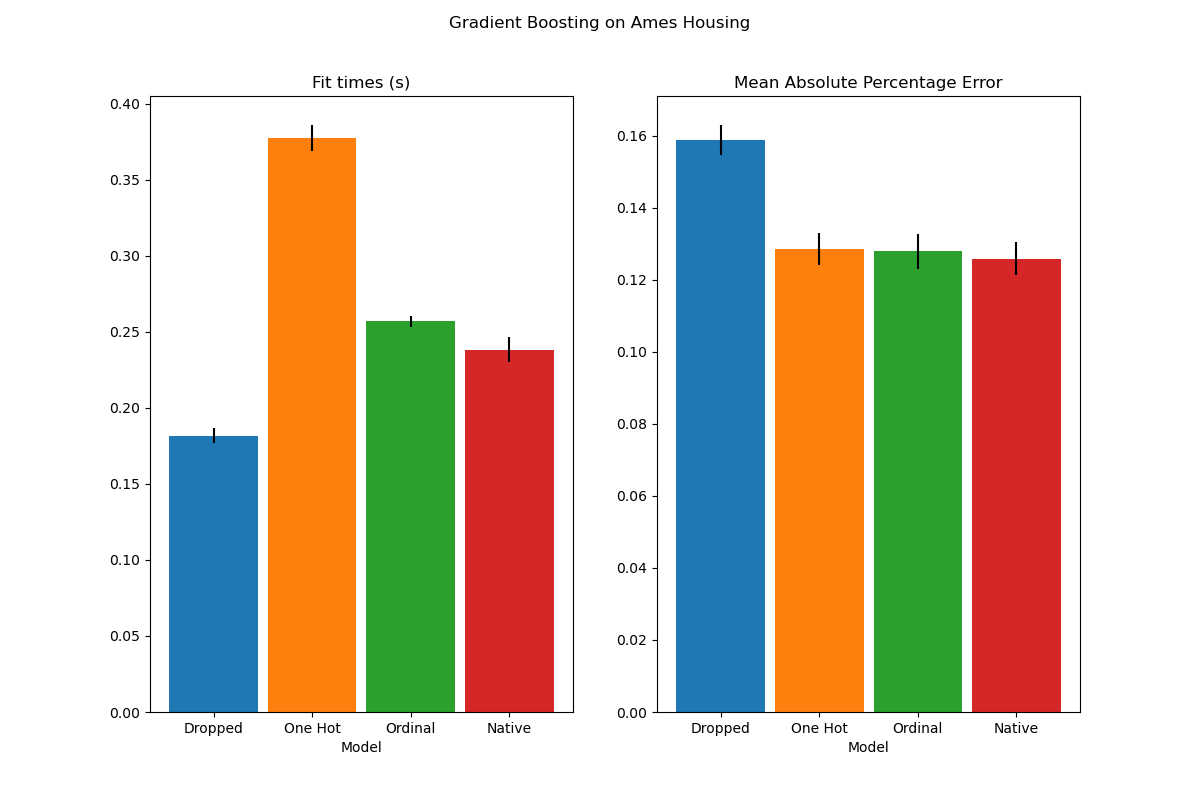 Gradient Boosting on Ames Housing
Fit times (s)
0.40
0.35
0.30
0.25
0.20
0.15
0.10
0.05
0.00
Dropped One Hot Ordinal Native
Model
Mean Absolute Percentage Error
0.16
0.14
0.12
0.10
0.08
0.06
0.04
0.02
0.00
Dropped One Hot Ordinal Native
Model